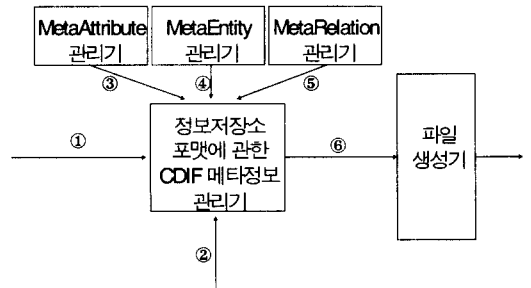 MetaAttribute
관리기
MetaEntity
관리기
MetaRelation
관리기
③
④
⑤
①
정보저장소
포맷에 관한
CDIF 메타정보
관리기
⑥
파일
생성기
②